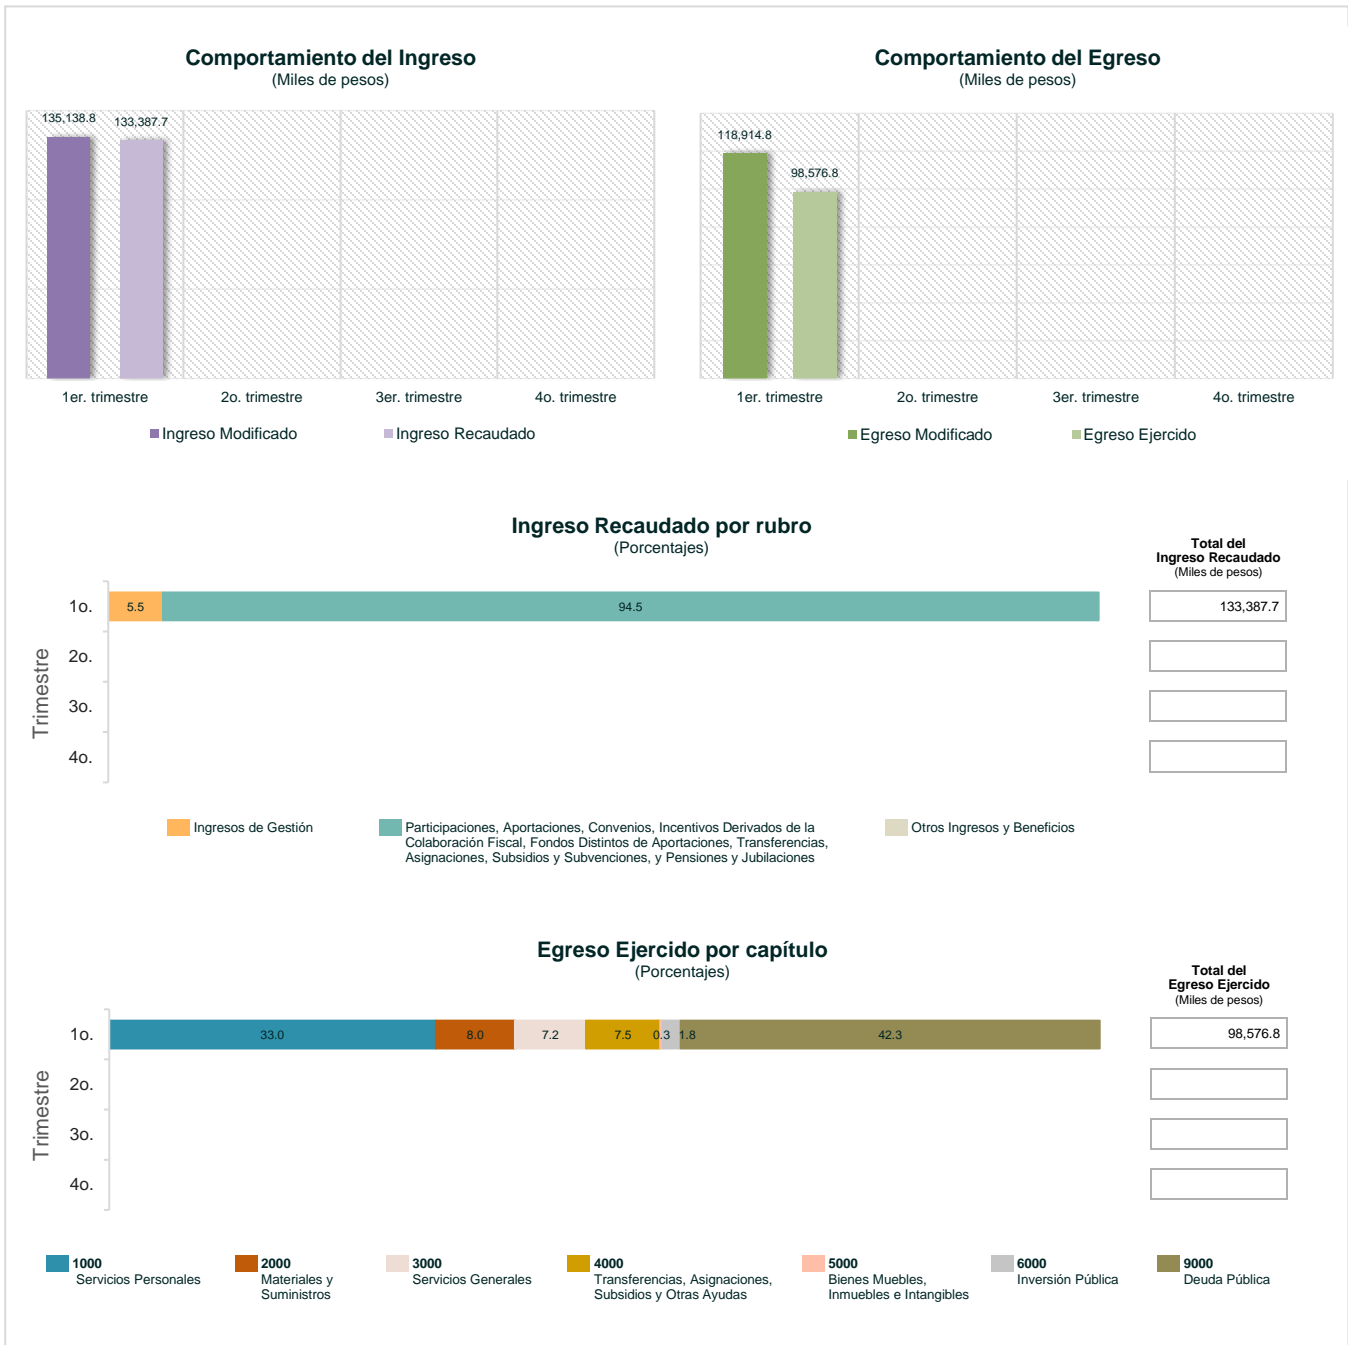 Comportamiento del Ingreso
(Miles de pesos)
135,138.8
133,387.7
1er. trimestre
2o. trimestre
3er. trimestre
4o. trimestre
Ingreso Modificado
Ingreso Recaudado
Comportamiento del Egreso
(Miles de pesos)
118,914.8
98,576.8
1er. trimestre
2o. trimestre
3er. trimestre
4o. trimestre
Egreso Modificado
Egreso Ejercido
Ingreso Recaudado por rubro
(Porcentajes)
Total del
Ingreso Recaudado
(Miles de pesos)
Trimestre
1o.
5.5
94.5
133,387.7
2o.
3o.
4o.
Ingresos de Gestión
Participaciones, Aportaciones, Convenios, Incentivos Derivados de la
Colaboración Fiscal, Fondos Distintos de Aportaciones, Transferencias,
Asignaciones, Subsidios y Subvenciones, y Pensiones y Jubilaciones
Otros Ingresos y Beneficios
Egreso Ejercido por capítulo
(Porcentajes)
Total del
Egreso Ejercido
(Miles de pesos)
Trimestre
1o.
33.0
8.0
7.2
7.5
0.3
1.8
42.3
98,576.8
2o.
3o.
4o.
1000
Servicios Personales
2000
Materiales y
Suministros
3000
Servicios Generales
4000
Transferencias, Asignaciones,
Subsidios y Otras Ayudas
5000
Bienes Muebles,
Inmuebles e Intangibles
6000
Inversión Pública
9000
Deuda Pública